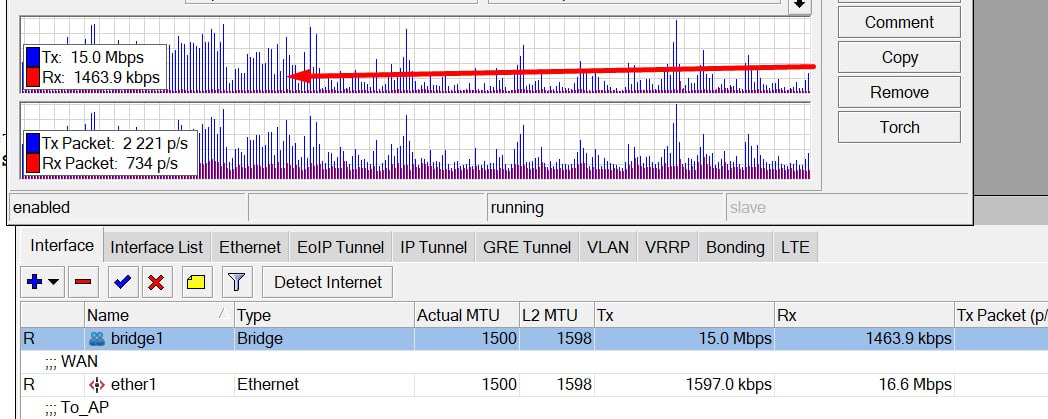 Comment
Tx: 15.0 Mbps
Rx: 1463.9 kbps
Copy
Remove
Torch
Tx Packet: 2 221 p/s
Rx Packet: 734 p/s
enabled running slave
Interface Interface List Ethernet EoIP Tunnel IP Tunnel GRE Tunnel VLAN VRRP Bonding LTE
Detect Internet
Name Type Actual MTU L2 MTU Tx Rx Tx Packet (p/
R bridge1 Bridge 1500 1598 15.0 Mbps 1463.9 kbps
;;; WAN
R ether1 Ethernet 1500 1598 1597.0 kbps 16.6 Mbps
;;; To_AP